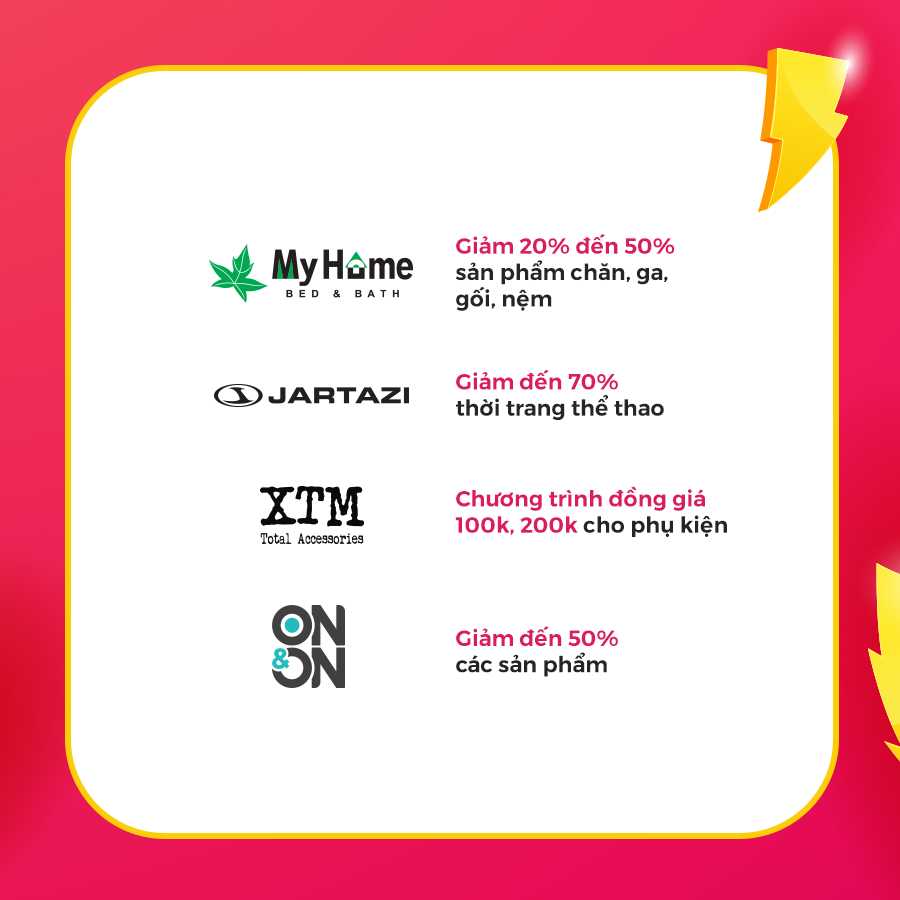 MyHome
BED & BATH
Giảm 20% đến 50%
sản phẩm chăn, ga,
gối, nệm
JARTAZI
Giảm đến 70%
thời trang thể thao
XTM
Total Accessories
Chương trình đồng giá
100k, 200k cho phụ kiện
ON
&ON
Giảm đến 50%
các sản phẩm